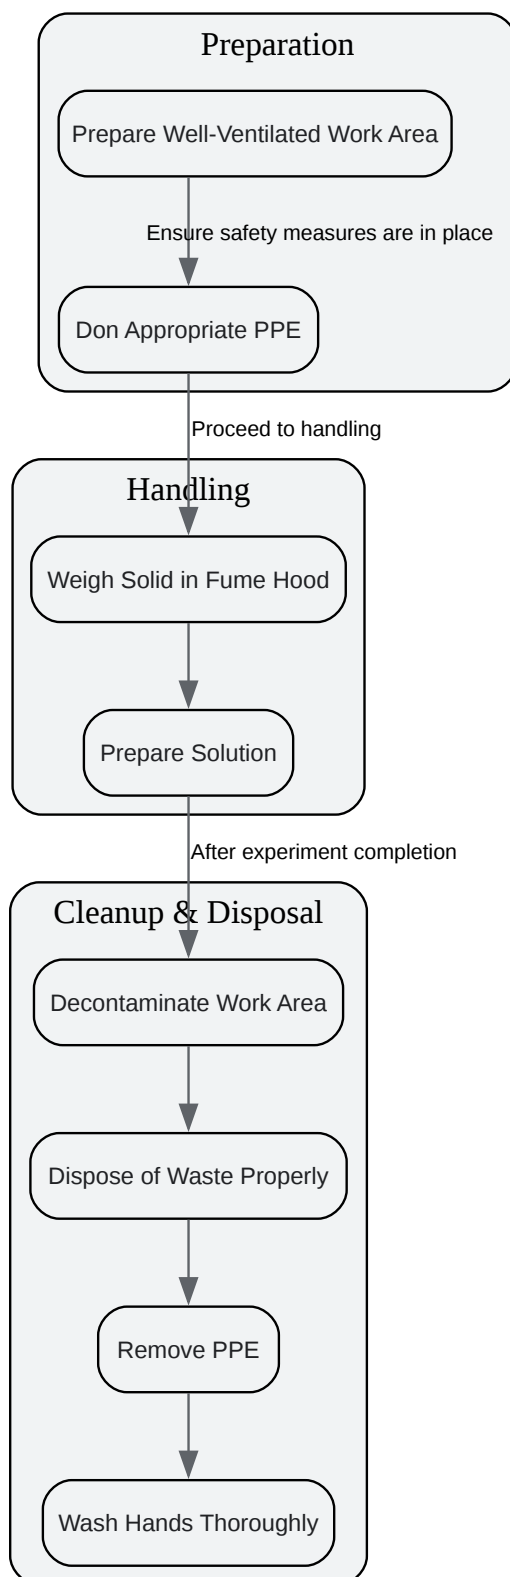 Preparation
Prepare Well-Ventilated Work Area
Ensure safety measures are in place
Don Appropriate PPE
Proceed to handling
Handling
Weigh Solid in Fume Hood
Prepare Solution
After experiment completion
Cleanup & Disposal
Decontaminate Work Area
Dispose of Waste Properly
Remove PPE
Wash Hands Thoroughly